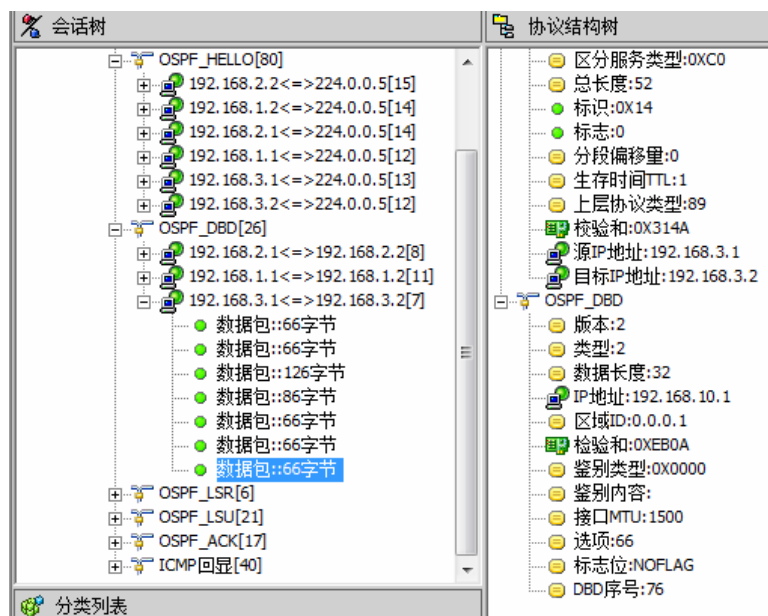 会话树
OSPF_HELLO[80]
192.168.2.2<=>224.0.0.5[15]
192.168.1.2<=>224.0.0.5[14]
192.168.2.1<=>224.0.0.5[14]
192.168.1.1<=>224.0.0.5[12]
192.168.3.1<=>224.0.0.5[13]
192.168.3.2<=>224.0.0.5[12]
OSPF_DBD[26]
192.168.2.1<=>192.168.2.2[8]
192.168.1.1<=>192.168.1.2[11]
192.168.3.1<=>192.168.3.2[7]
数据包::66字节
数据包::66字节
数据包::126字节
数据包::86字节
数据包::66字节
数据包::66字节
数据包::66字节
OSPF_LSR[6]
OSPF_LSU[21]
OSPF_ACK[17]
ICMP回显[40]
分类列表
协议结构树
区分服务类型:0XC0
总长度:52
标识:0X14
标志:0
分段偏移量:0
生存时间TTL:1
上层协议类型:89
校验和:0X314A
源IP地址:192.168.3.1
目标IP地址:192.168.3.2
OSPF_DBD
版本:2
类型:2
数据长度:32
IP地址:192.168.10.1
区域ID:0.0.0.1
检验和:0XEB0A
鉴别类型:0X0000
鉴别内容:
接口MTU:1500
选项:66
标志位:NOFLAG
DBD序号:76